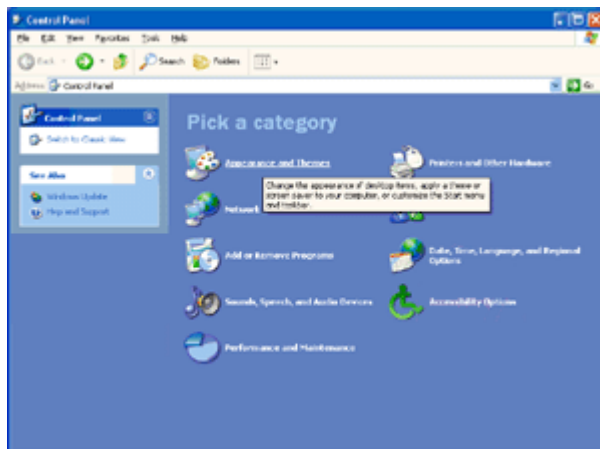 Control Panel
File Edit View Favorites Tools Help
Back Search Folders
Address Control Panel Go
Control Panel
Switch to Classic View
See Also
Windows Update
Help and Support
Pick a category
Appearance and Themes
Printers and Other Hardware
Change the appearance of desktop items, apply a theme or
screen saver to your computer, or customize the Start menu
and taskbar.
Network
Add or Remove Programs
Date, Time, Language, and Regional
Options
Sounds, Speech, and Audio Devices
Accessibility Options
Performance and Maintenance